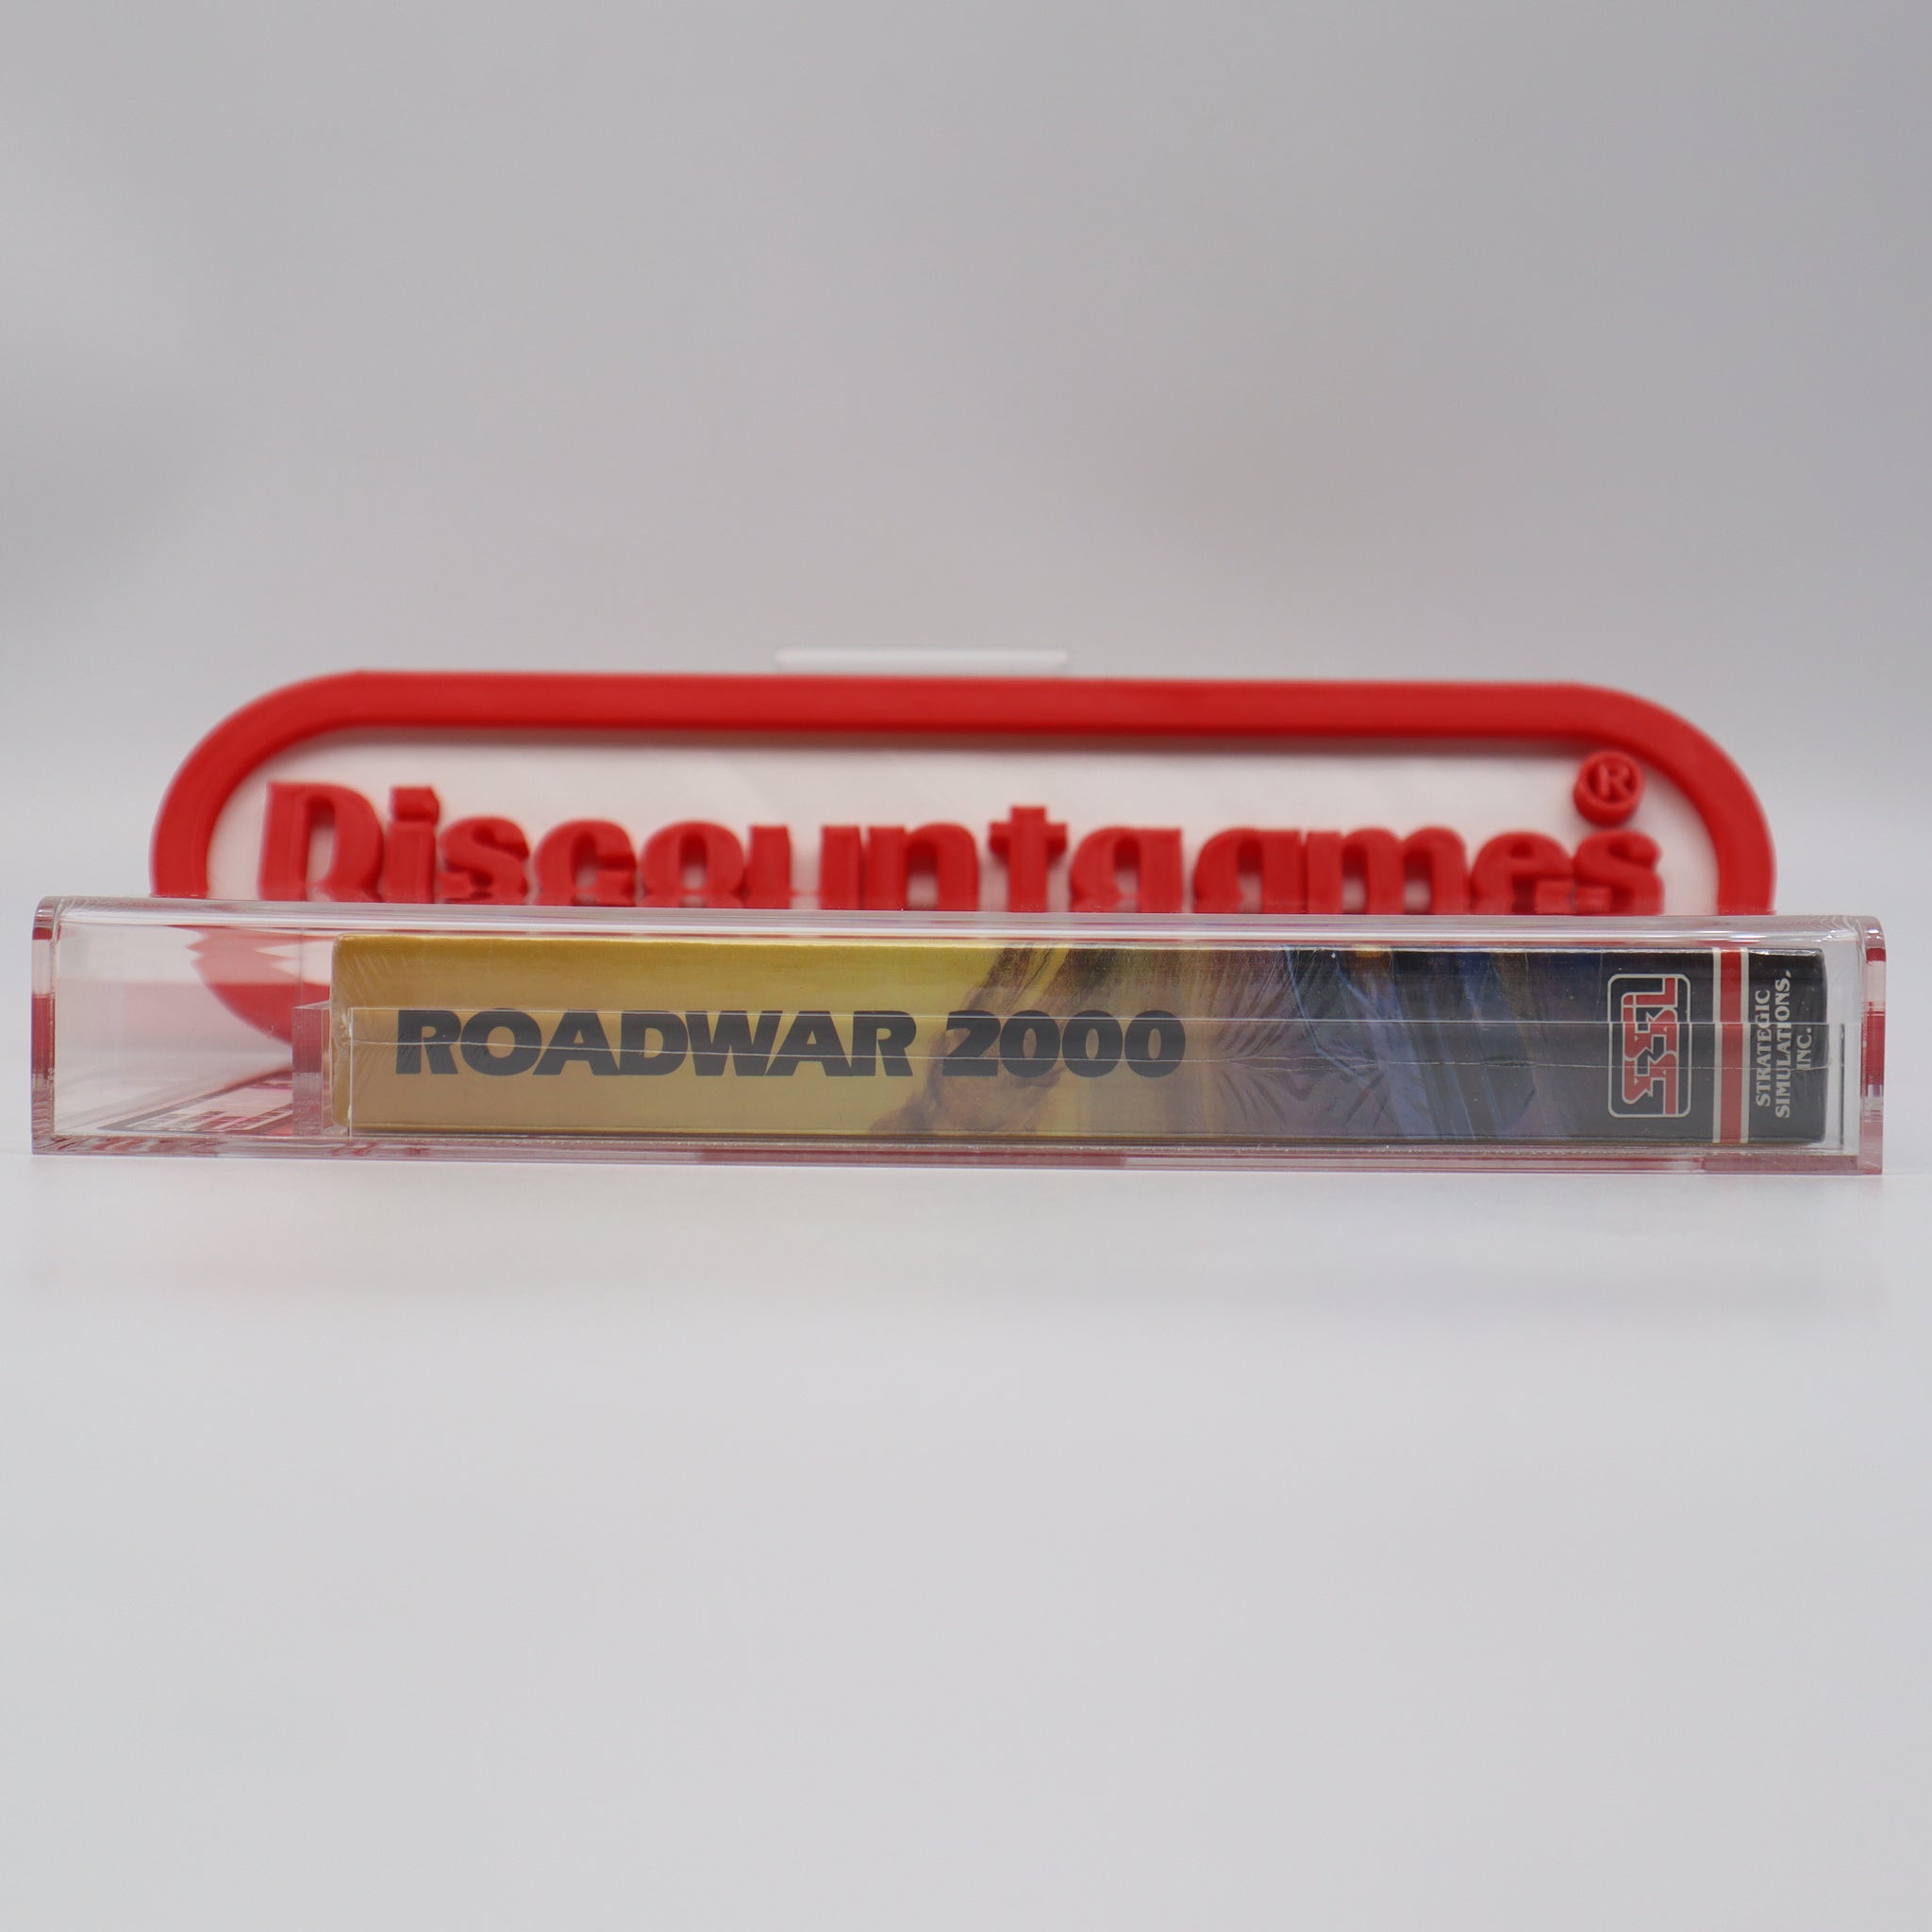 Discountgames®
ROADWAR 2000
SSI
STRATEGIC
SIMULATIONS,
INC.